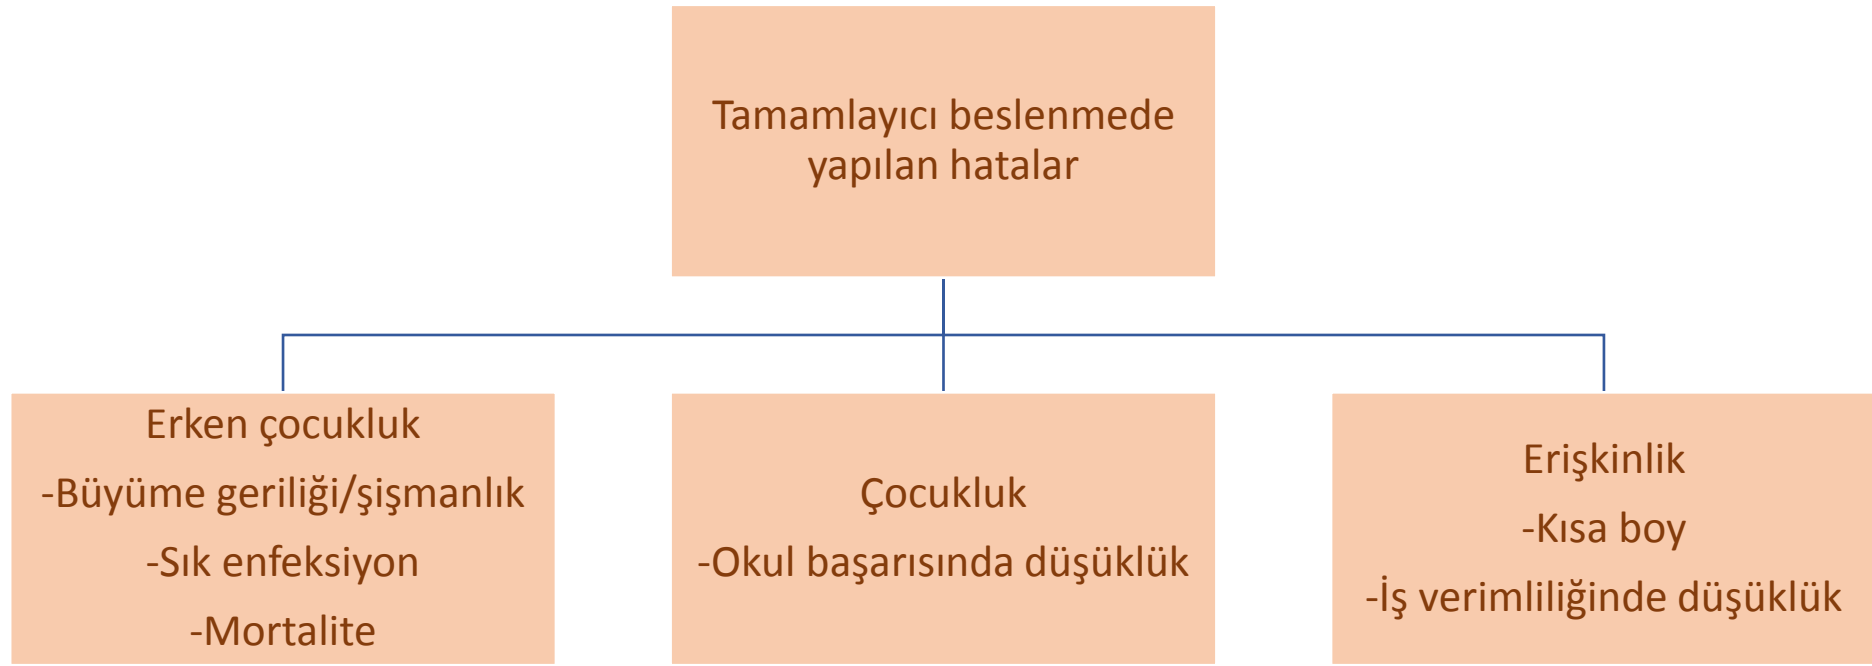 Tamamlayıcı beslenmede
yapılan hatalar
Erken çocukluk
-Büyüme geriliği/şişmanlık
-Sık enfeksiyon
-Mortalite
Çocukluk
-Okul başarısında düşüklük
Erişkinlik
-Kısa boy
-İş verimliliğinde düşüklük